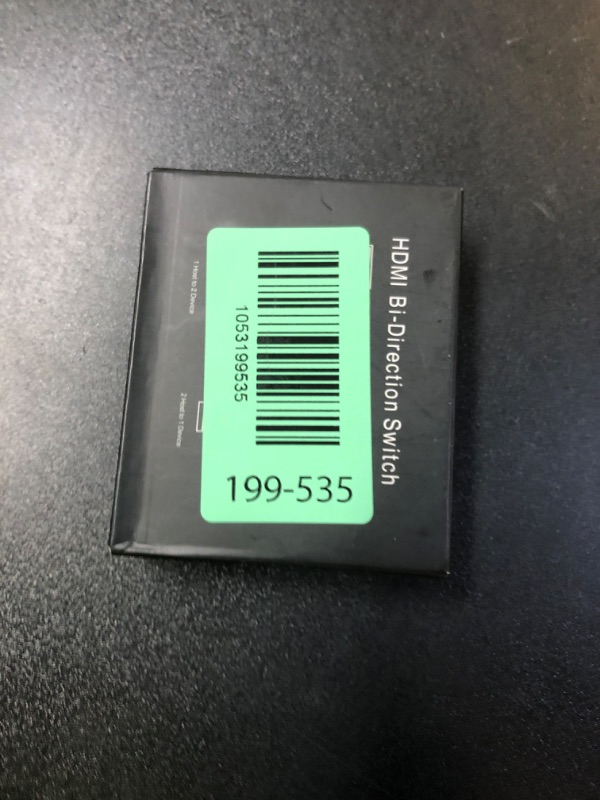 HDMI Bi-Direction Switch
1053199535
199-535
1 Host to 2 Device
2 Host to 1 Device